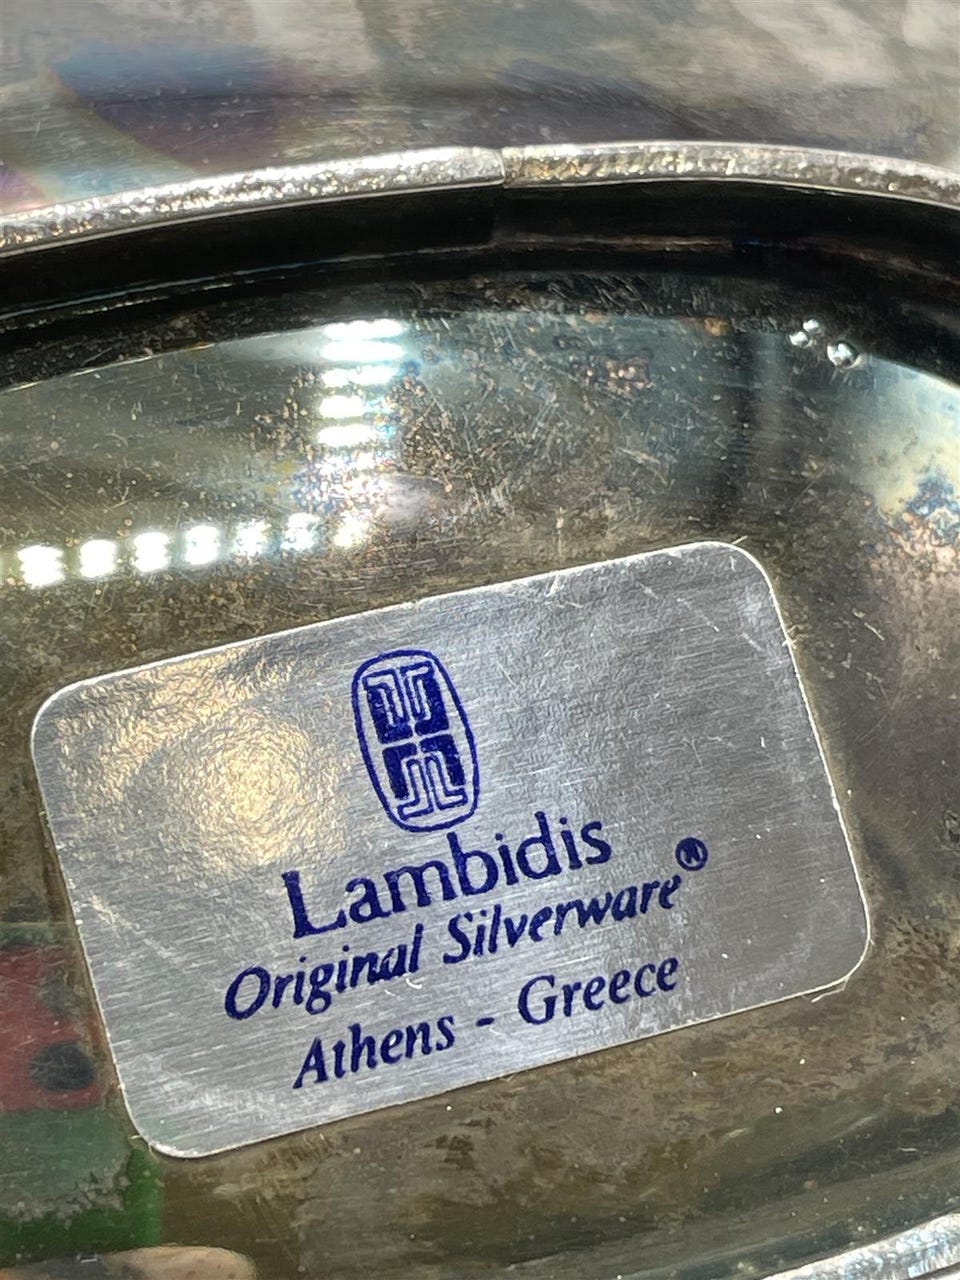 Lambidis
Original Silverware®
Athens - Greece